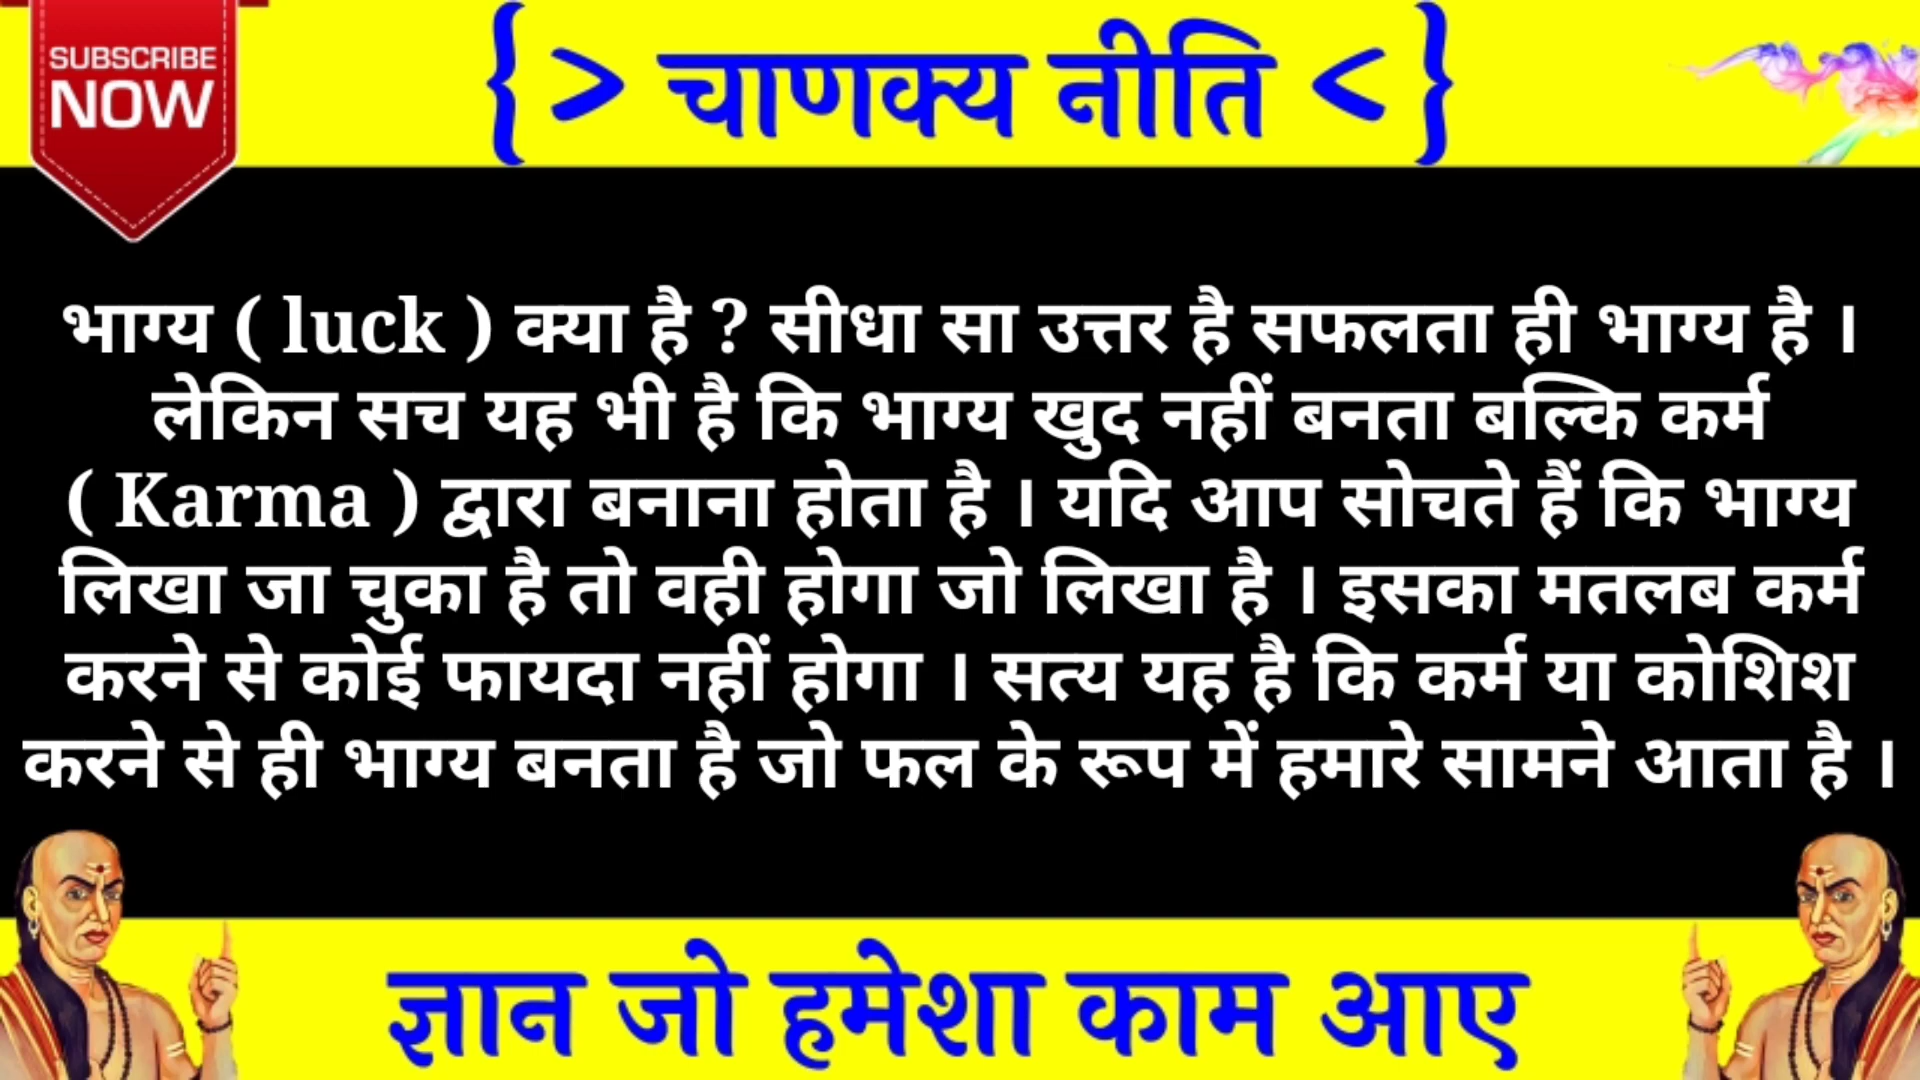 SUBSCRIBE
NOW
{ > चाणक्य नीति < }
भाग्य ( luck ) क्या है ? सीधा सा उत्तर है सफलता ही भाग्य है ।
लेकिन सच यह भी है कि भाग्य खुद नहीं बनता बल्कि कर्म
( Karma ) द्वारा बनाना होता है । यदि आप सोचते हैं कि भाग्य
लिखा जा चुका है तो वही होगा जो लिखा है । इसका मतलब कर्म
करने से कोई फायदा नहीं होगा । सत्य यह है कि कर्म या कोशिश
करने से ही भाग्य बनता है जो फल के रूप में हमारे सामने आता है ।
ज्ञान जो हमेशा काम आए